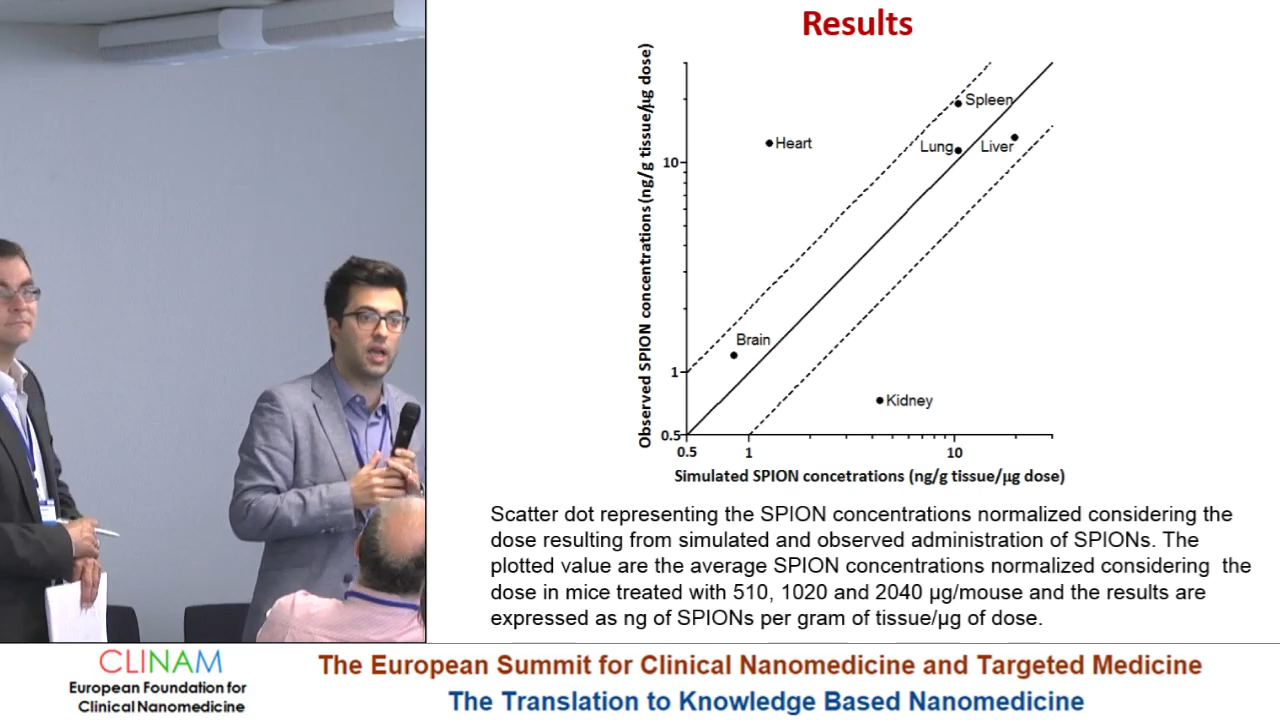 Results
Observed SPION concentrations (ng/g tissue/µg dose)
10
1
0.5
Heart
Spleen
Lung
Liver
Brain
Kidney
0.5
1
10
Simulated SPION concetrations (ng/g tissue/µg dose)
Scatter dot representing the SPION concentrations normalized considering the
dose resulting from simulated and observed administration of SPIONs. The
plotted value are the average SPION concentrations normalized considering the
dose in mice treated with 510, 1020 and 2040 µg/mouse and the results are
expressed as ng of SPIONs per gram of tissue/µg of dose.
CLINAM
European Foundation for
Clinical Nanomedicine
The European Summit for Clinical Nanomedicine and Targeted Medicine
The Translation to Knowledge Based Nanomedicine